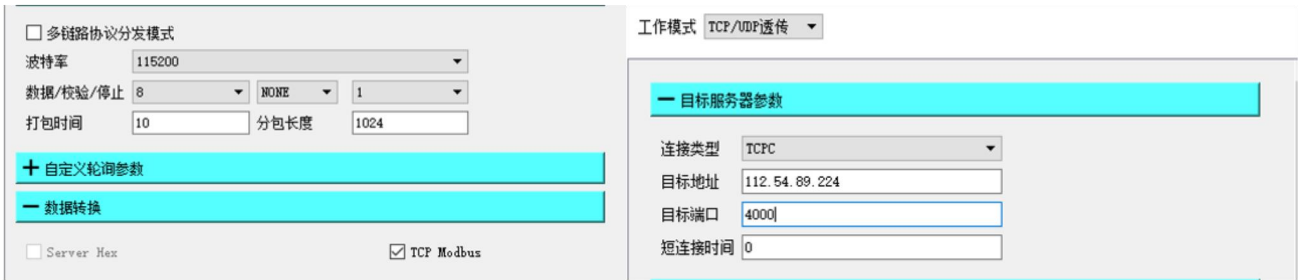 多链路协议分发模式
波特率 115200
数据/校验/停止 8 NONE 1
打包时间 10 分包长度 1024
自定义轮询参数
数据转换
Server Hex TCP Modbus
工作模式 TCP/UDP透传
目标服务器参数
连接类型 TCPC
目标地址 112.54.89.224
目标端口 4000
短连接时间 0